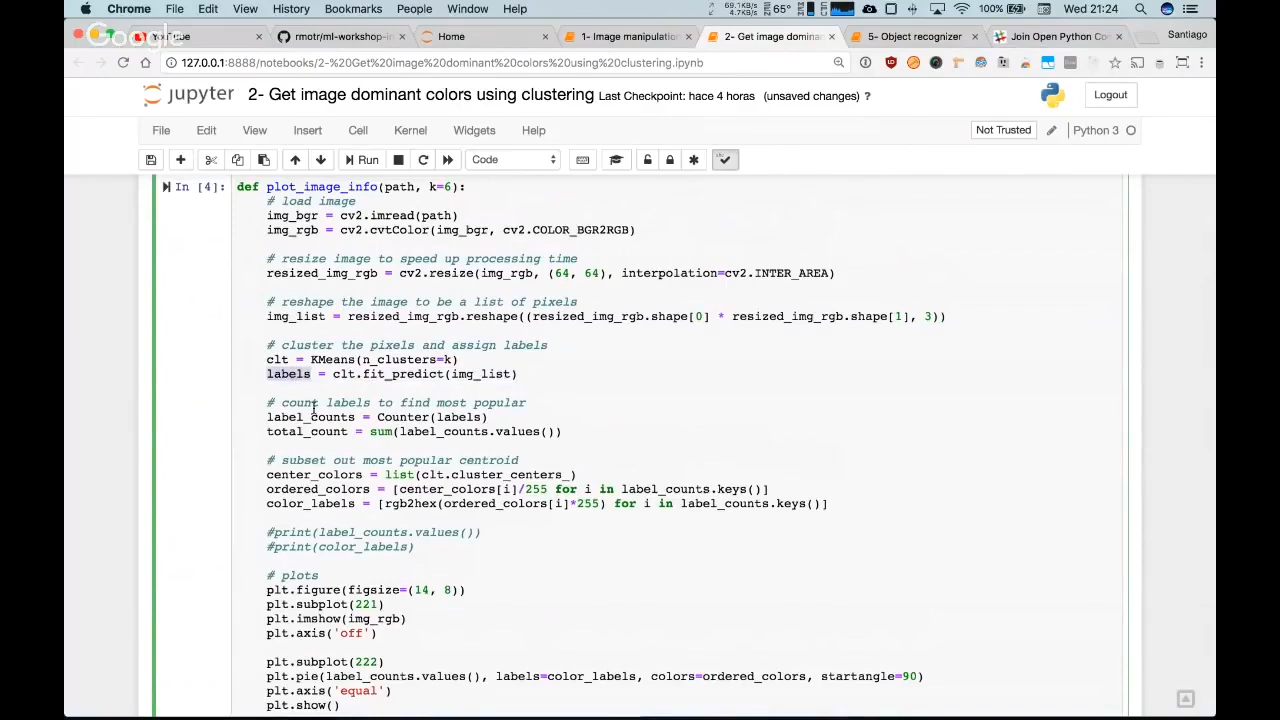 Chrome File Edit View History Bookmarks People Window Help 69.1KB/s 4.7KB/s 65° 100% Wed 21:24
Google
YouTube rmotr/ml-workshop-i Home 1- Image manipulation 2- Get image dominan 5- Object recognizer Join Open Python Co Santiago
127.0.0.1:8888/notebooks/2-%20Get%20image%20dominant%20colors%20using%20clustering.ipynb
jupyter 2- Get image dominant colors using clustering Last Checkpoint: hace 4 horas (unsaved changes) ? Logout
File Edit View Insert Cell Kernel Widgets Help Not Trusted Python 3
Run Code
In [4]: def plot_image_info(path, k=6):
# load image
img_bgr = cv2.imread(path)
img_rgb = cv2.cvtColor(img_bgr, cv2.COLOR_BGR2RGB)
# resize image to speed up processing time
resized_img_rgb = cv2.resize(img_rgb, (64, 64), interpolation=cv2.INTER_AREA)
# reshape the image to be a list of pixels
img_list = resized_img_rgb.reshape((resized_img_rgb.shape[0] * resized_img_rgb.shape[1], 3))
# cluster the pixels and assign labels
clt = KMeans(n_clusters=k)
labels = clt.fit_predict(img_list)
# count labels to find most popular
label_counts = Counter(labels)
total_count = sum(label_counts.values())
# subset out most popular centroid
center_colors = list(clt.cluster_centers_)
ordered_colors = [center_colors[i]/255 for i in label_counts.keys()]
color_labels = [rgb2hex(ordered_colors[i]*255) for i in label_counts.keys()]
#print(label_counts.values())
#print(color_labels)
# plots
plt.figure(figsize=(14, 8))
plt.subplot(221)
plt.imshow(img_rgb)
plt.axis('off')
plt.subplot(222)
plt.pie(label_counts.values(), labels=color_labels, colors=ordered_colors, startangle=90)
plt.axis('equal')
plt.show()